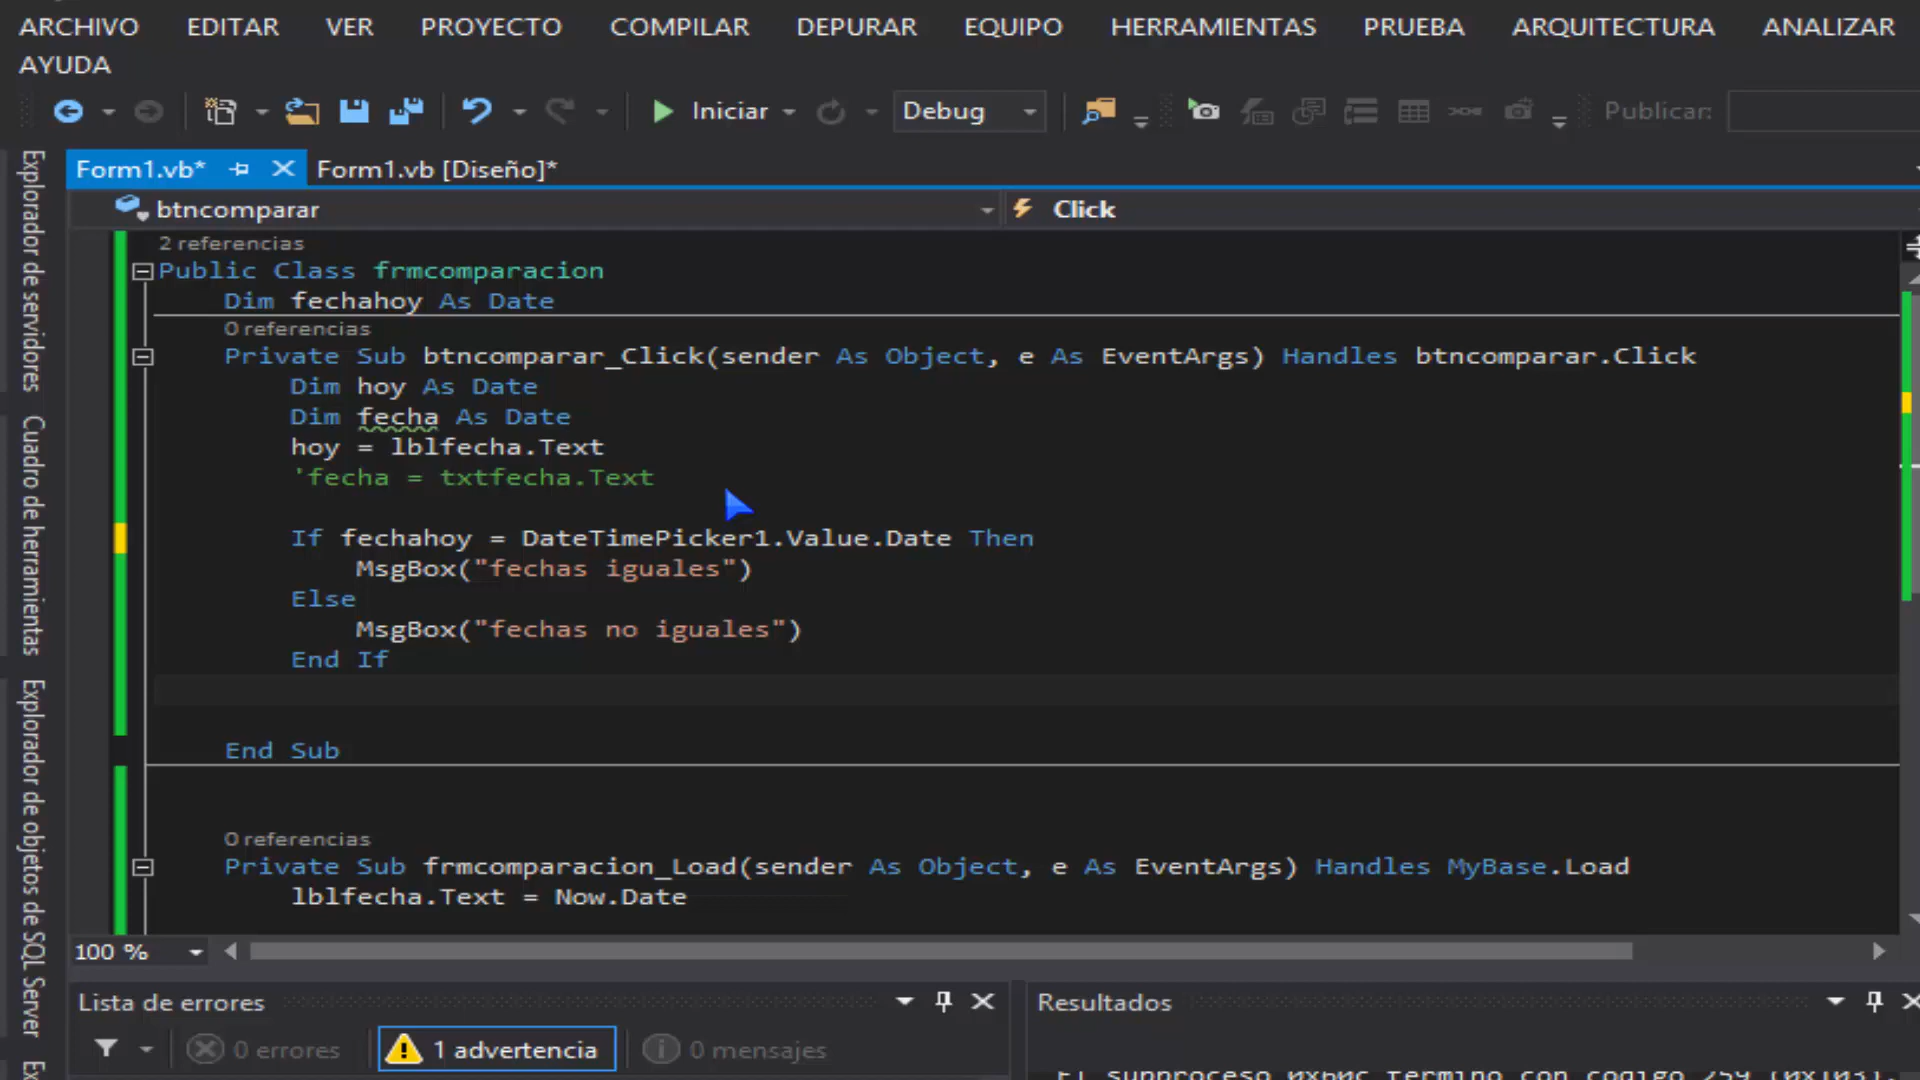 ARCHIVO EDITAR VER PROYECTO COMPILAR DEPURAR EQUIPO HERRAMIENTAS PRUEBA ARQUITECTURA ANALIZAR
AYUDA
Iniciar Debug Publicar:
Form1.vb* Form1.vb [Diseño]*
btncomparar Click
2 referencias
Public Class frmcomparacion
Dim fechahoy As Date
0 referencias
Private Sub btncomparar_Click(sender As Object, e As EventArgs) Handles btncomparar.Click
Dim hoy As Date
Dim fecha As Date
hoy = lblfecha.Text
'fecha = txtfecha.Text
If fechahoy = DateTimePicker1.Value.Date Then
MsgBox("fechas iguales")
Else
MsgBox("fechas no iguales")
End If
End Sub
0 referencias
Private Sub frmcomparacion_Load(sender As Object, e As EventArgs) Handles MyBase.Load
lblfecha.Text = Now.Date
100 %
Lista de errores
0 errores 1 advertencia 0 mensajes
Resultados
Explorador de servidores
Cuadro de herramientas
Explorador de objetos de SQL Server